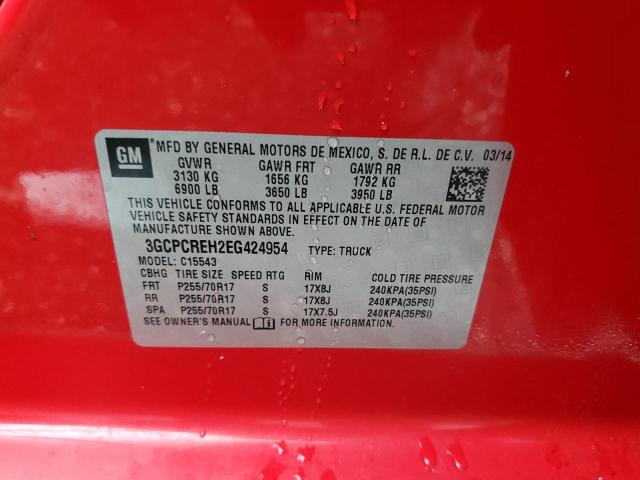 GM
MFD BY GENERAL MOTORS DE MEXICO, S. DE R.L. DE C.V. 03/14
GVWR GAWR FRT GAWR RR
3130 KG 1656 KG 1792 KG
6900 LB 3650 LB 3950 LB
THIS VEHICLE CONFORMS TO ALL APPLICABLE U.S. FEDERAL MOTOR
VEHICLE SAFETY STANDARDS IN EFFECT ON THE DATE OF
MANUFACTURE SHOWN ABOVE.
3GCPCREH2EG424954 TYPE: TRUCK
MODEL: C15543
CBHG TIRE SIZE SPEED RTG RIM COLD TIRE PRESSURE
FRT P255/70R17 S 17X8J 240KPA(35PSI)
RR P255/70R17 S 17X8J 240KPA(35PSI)
SPA P255/70R17 S 17X7.5J 240KPA(35PSI)
SEE OWNER'S MANUAL FOR MORE INFORMATION.